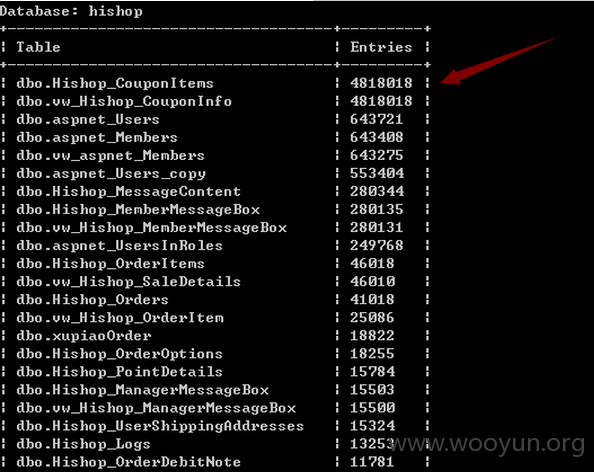 Database: hishop
Table Entries
dbo.Hishop_CouponItems 4818018
dbo.vw_Hishop_CouponInfo 4818018
dbo.aspnet_Users 643721
dbo.aspnet_Members 643408
dbo.vw_aspnet_Members 643275
dbo.aspnet_Users_copy 553404
dbo.Hishop_MessageContent 280344
dbo.Hishop_MemberMessageBox 280135
dbo.vw_Hishop_MemberMessageBox 280131
dbo.aspnet_UsersInRoles 249768
dbo.Hishop_OrderItems 46018
dbo.vw_Hishop_SaleDetails 46010
dbo.Hishop_Orders 41018
dbo.vw_Hishop_OrderItem 25086
dbo.xupiaoOrder 18822
dbo.Hishop_OrderOptions 18255
dbo.Hishop_PointDetails 15784
dbo.Hishop_ManagerMessageBox 15503
dbo.vw_Hishop_ManagerMessageBox 15500
dbo.Hishop_UserShippingAddresses 15324
dbo.Hishop_Logs 13253
www.wooyun.org
dbo.Hishop_OrderDebitNote 11781